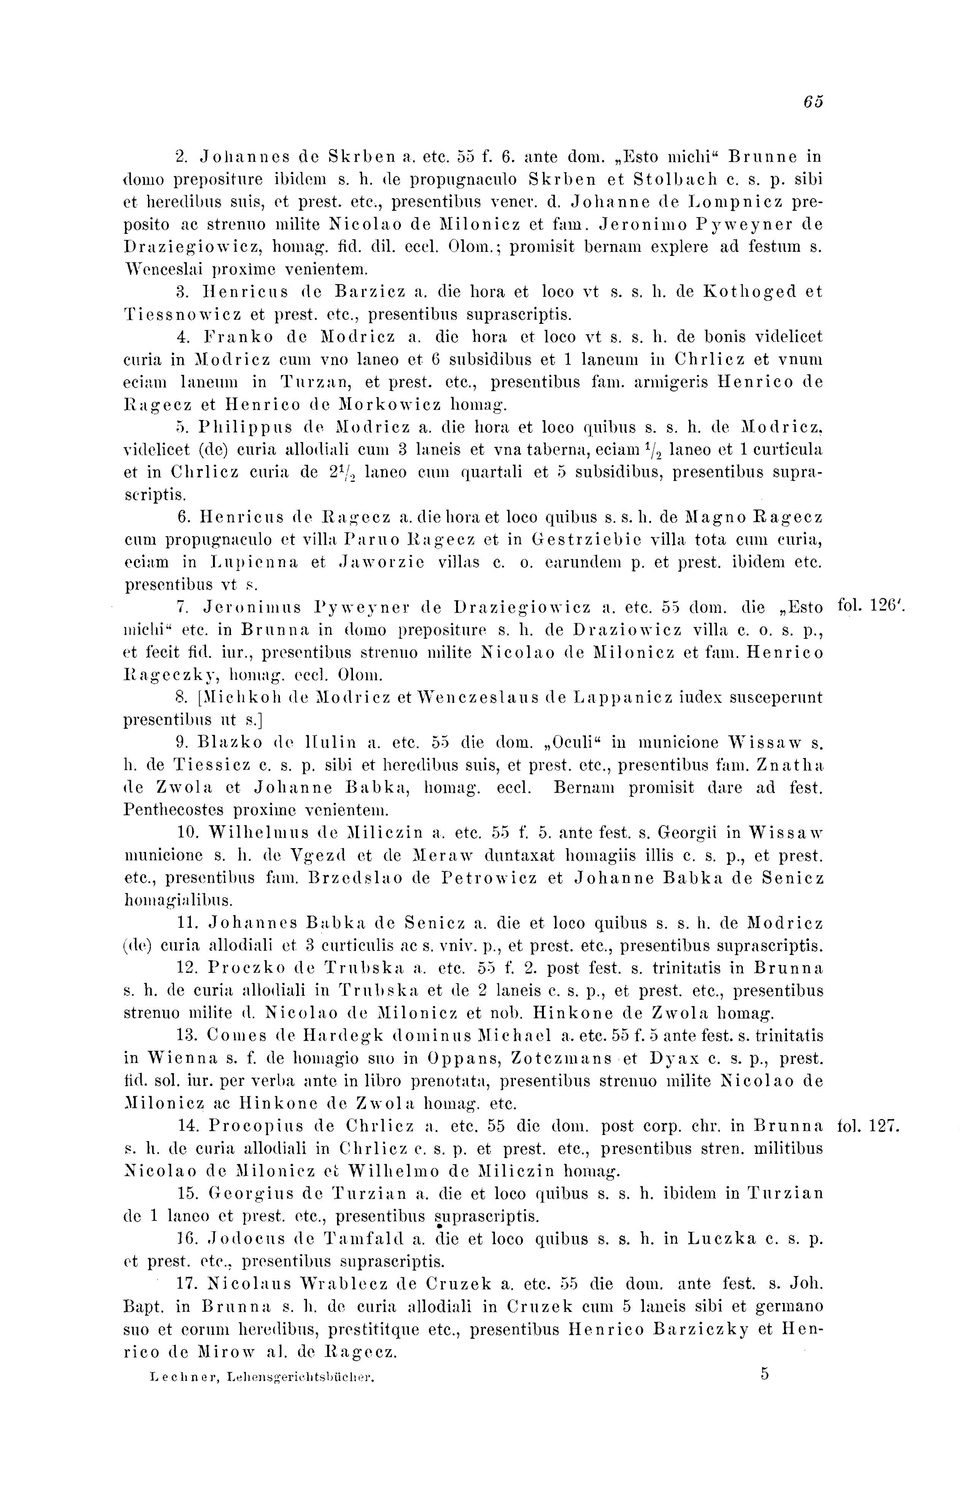 65
2. Johannes de Skrben a. etc. 55 f. 6. ante dom. „Esto michi“ Brunne in
domo prepositure ibidem s. h. de propugnaculo Skrben et Stolbach c. s. p. sibi
et heredibus suis, et prest. etc., presentibus vener. d. Johanne de Lompnicz pre-
posito ac strenuo milite Nicolao de Milonicz et fam. Jeronimo Pyweyner de
Draziegiowicz, homag. fid. dil. eccl. Olom.; promisit bernam explere ad festum s.
Wenceslai proxime venientem.
3. Henricus de Barzicz a. die hora et loco vt s. s. h. de Kothoged et
Tiessnowicz et prest. etc., presentibus suprascriptis.
4. Franko de Modricz a. die hora et loco vt s. s. h. de bonis videlicet
curia in Modricz cum vno laneo et 6 subsidibus et 1 laneum in Chrlicz et vnum
eciam laneum in Turzan, et prest. etc., presentibus fam. armigeris Henrico de
Ragecz et Henrico de Morkowicz homag.
5. Philippus de Modricz a. die hora et loco quibus s. s. h. de Modricz,
videlicet (de) curia allodiali cum 3 laneis et vna taberna, eciam 1/2 laneo et 1 curticula
et in Chrlicz curia de 2 1/2 laneo cum quartali et 5 subsidibus, presentibus supra-
scriptis.
6. Henricus de Ragecz a. die hora et loco quibus s. s. h. de Magno Ragecz
cum propugnaculo et villa Paruo Ragecz et in Gestrziebie villa tota cum curia,
eciam in Lupienna et Jaworzie villas c. o. earundem p. et prest. ibidem etc.
presentibus vt s.
7. Jeronimus Pyweyner de Draziegiowicz a. etc. 55 dom. die „Esto fol. 126′.
michi“ etc. in Brunna in domo prepositure s. h. de Draziowicz villa c. o. s. p.,
et fecit fid. iur., presentibus strenuo milite Nicolao de Milonicz et fam. Henrico
Rageczky, homag. eccl. Olom.
8. [Michkoh de Modricz et Wenczeslaus de Lappanicz iudex susceperunt
presentibus ut s.]
9. Blazko de Hulin a. etc. 55 die dom. „Oculi“ in municione Wissaw s.
h. de Tiessicz c. s. p. sibi et heredibus suis, et prest. etc., presentibus fam. Znatha
de Zwola et Johanne Babka, homag. eccl. Bernam promisit dare ad fest.
Penthecostes proxime venientem.
10. Wilhelmus de Miliczin a. etc. 55 f. 5. ante fest. s. Georgii in Wissaw
municione s. h. de Vgezd et de Meraw duntaxat homagiis illis c. s. p., et prest.
etc., presentibus fam. Brzedslao de Petrowicz et Johanne Babka de Senicz
homagialibus.
11. Johannes Babka de Senicz a. die et loco quibus s. s. h. de Modricz
(de) curia allodiali et 3 curticulis ac s. vniv. p., et prest. etc., presentibus suprascriptis.
12. Proczko de Trubska a. etc. 55 f. 2. post fest. s. trinitatis in Brunna
s. h. de curia allodiali in Trubska et de 2 laneis c. s. p., et prest. etc., presentibus
strenuo milite d. Nicolao de Milonicz et nob. Hinkone de Zwola homag.
13. Comes de Hardegk dominus Michael a. etc. 55 f. 5 ante fest. s. trinitatis
in Wienna s. f. de homagio suo in Oppans, Zotczmans et Dyax c. s. p., prest.
fid. sol. iur. per verba ante in libro prenotata, presentibus strenuo milite Nicolao de
Milonicz ac Hinkone de Zwola homag. etc.
14. Procopius de Chrlicz a. etc. 55 die dom. post corp. chr. in Brunna fol. 127.
s. h. de curia allodiali in Chrlicz c. s. p. et prest. etc., presentibus stren. militibus
Nicolao de Milonicz et Wilhelmo de Miliczin homag.
15. Georgius de Turzian a. die et loco quibus s. s. h. ibidem in Turzian
de 1 laneo et prest. etc., presentibus suprascriptis.
16. Jodocus de Tamfald a. die et loco quibus s. s. h. in Luczka c. s. p.
et prest. etc., presentibus suprascriptis.
17. Nicolaus Wrablecz de Cruzek a. etc. 55 die dom. ante fest. s. Joh.
Bapt. in Brunna s. h. de curia allodiali in Cruzek cum 5 laneis sibi et germano
suo et eorum heredibus, prestititque etc., presentibus Henrico Barziczky et Hen-
rico de Mirow al. de Ragecz.
Lechner, Lehensgerichtsbücher. 5